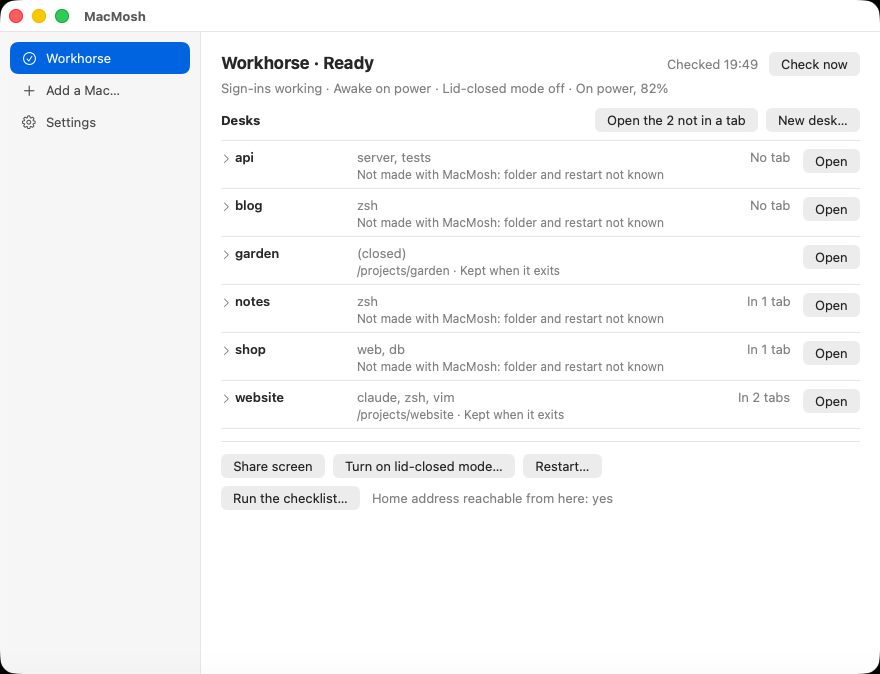 MacMosh
Workhorse
Add a Mac...
Settings
Workhorse · Ready
Checked 19:49
Check now
Sign-ins working · Awake on power · Lid-closed mode off · On power, 82%
Desks
Open the 2 not in a tab
New desk...
api
server, tests
Not made with MacMosh: folder and restart not known
No tab
Open
blog
zsh
Not made with MacMosh: folder and restart not known
No tab
Open
garden
(closed)
/projects/garden · Kept when it exits
Open
notes
zsh
Not made with MacMosh: folder and restart not known
In 1 tab
Open
shop
web, db
Not made with MacMosh: folder and restart not known
In 1 tab
Open
website
claude, zsh, vim
/projects/website · Kept when it exits
In 2 tabs
Open
Share screen
Turn on lid-closed mode...
Restart...
Run the checklist...
Home address reachable from here: yes